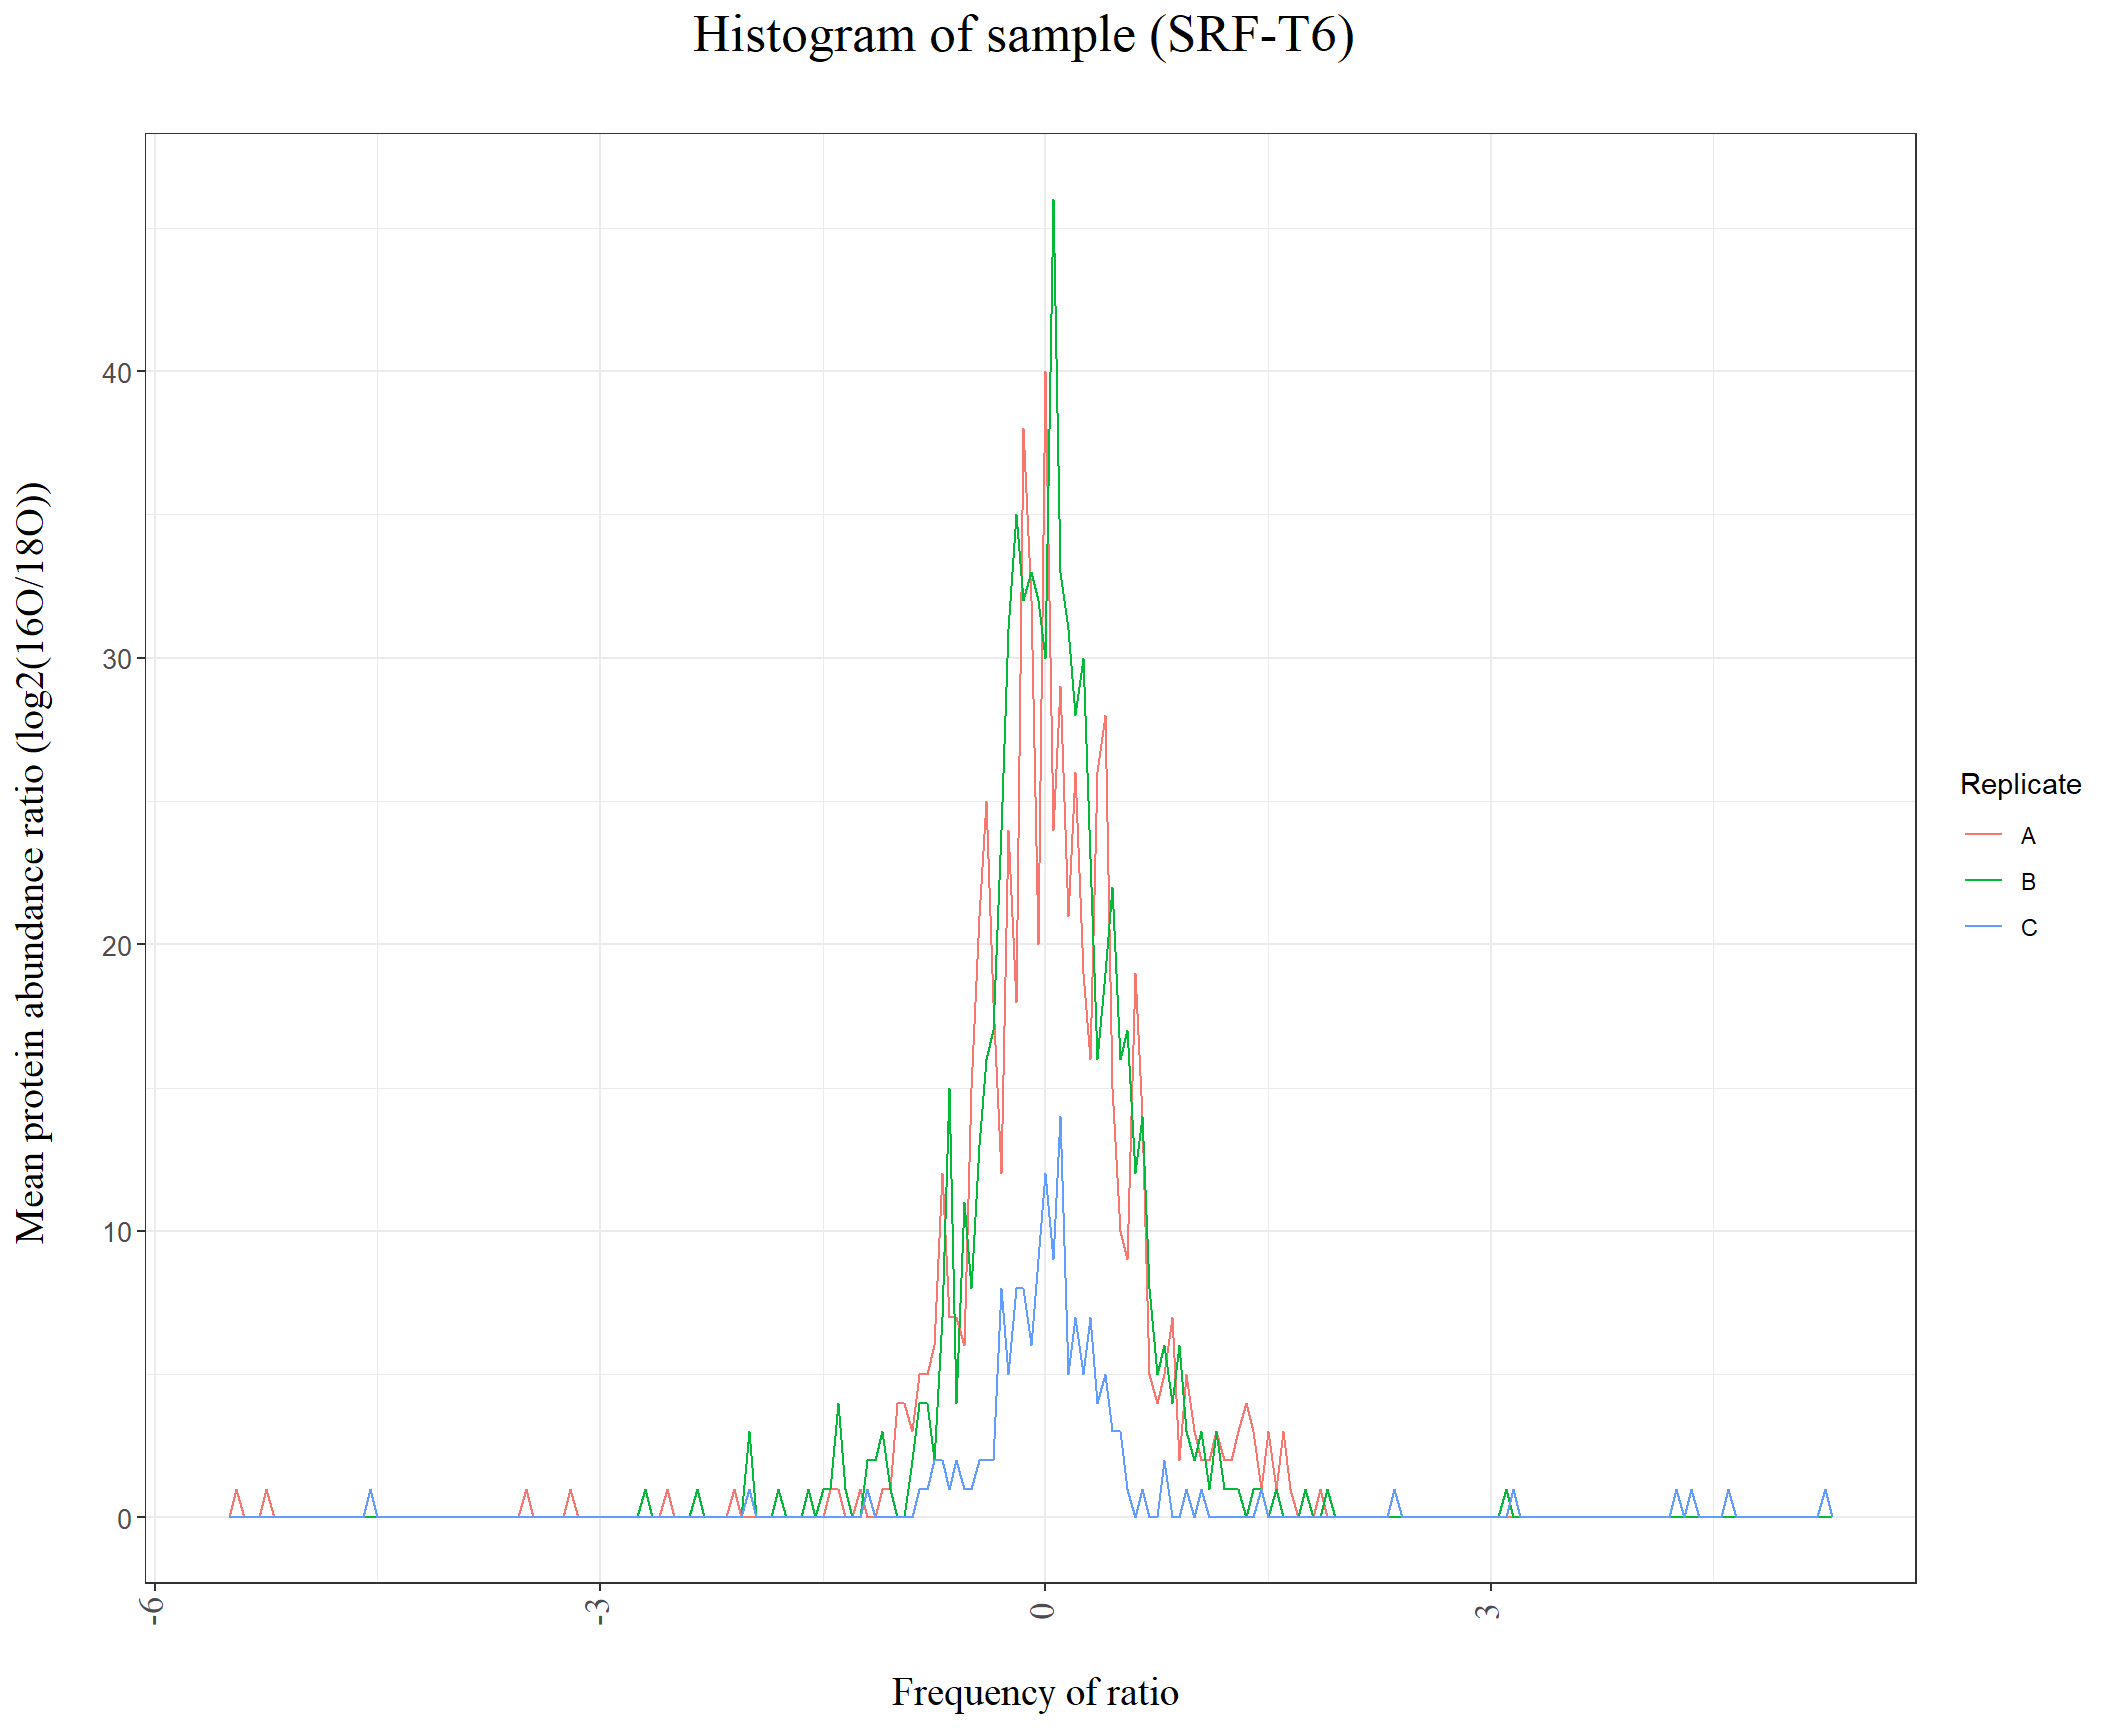 Histogram of sample (SRF-T6)
Mean protein abundance ratio (log2(16O/18O))
40
30
20
10
0
-6
-3
0
3
Frequency of ratio
Replicate
A
B
C